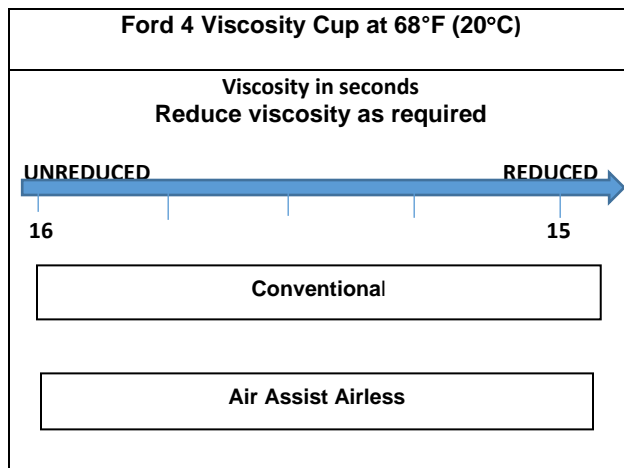 Ford 4 Viscosity Cup at 68°F (20°C)
Viscosity in seconds
Reduce viscosity as required
UNREDUCED REDUCED
16 15
Conventional
Air Assist Airless